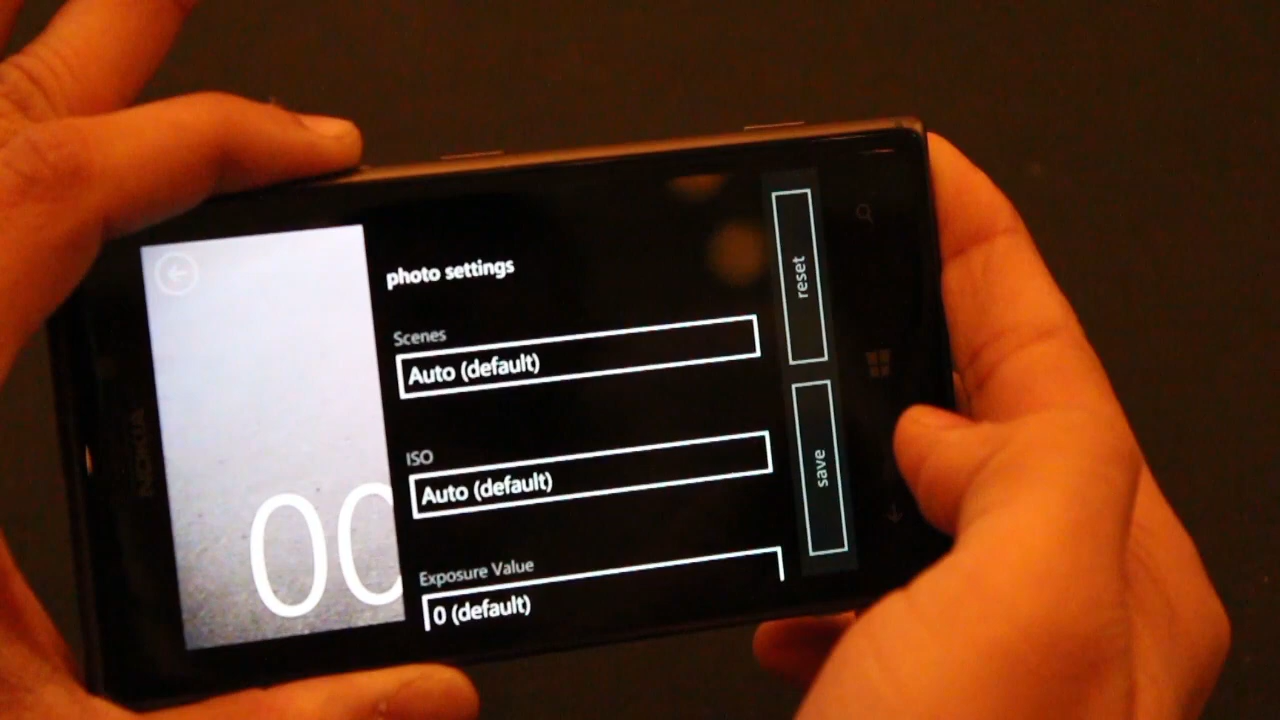 NOKIA
00
photo settings
Scenes
Auto (default)
ISO
Auto (default)
Exposure Value
0 (default)
reset
save